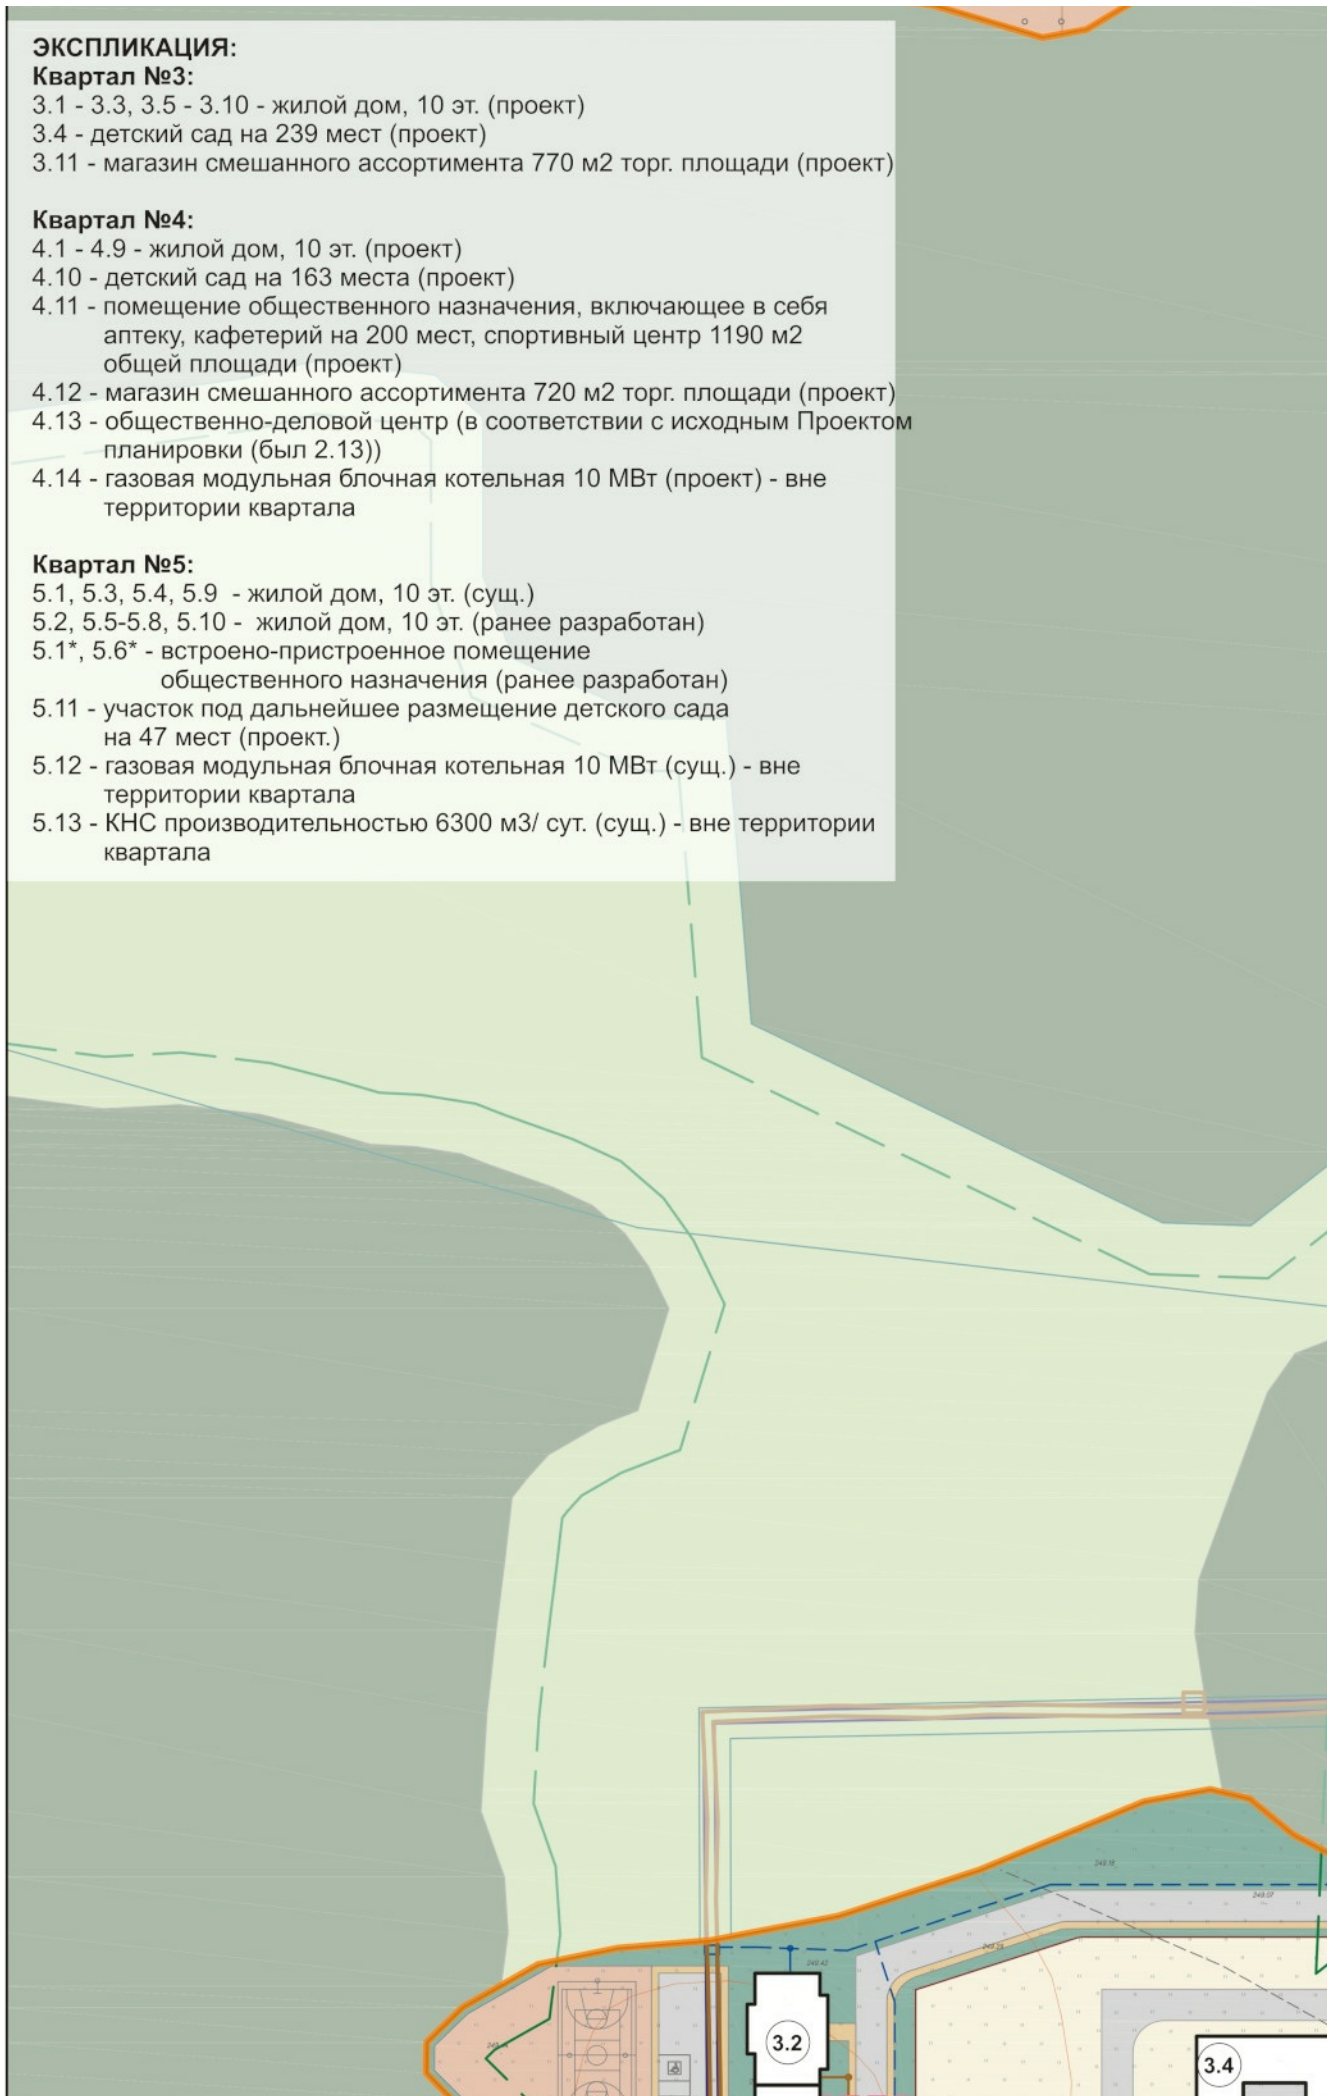 ЭКСПЛИКАЦИЯ:
Квартал №3:
3.1 - 3.3, 3.5 - 3.10 - жилой дом, 10 эт. (проект)
3.4 - детский сад на 239 мест (проект)
3.11 - магазин смешанного ассортимента 770 м2 торг. площади (проект)
Квартал №4:
4.1 - 4.9 - жилой дом, 10 эт. (проект)
4.10 - детский сад на 163 места (проект)
4.11 - помещение общественного назначения, включающее в себя
аптеку, кафетерий на 200 мест, спортивный центр 1190 м2
общей площади (проект)
4.12 - магазин смешанного ассортимента 720 м2 торг. площади (проект)
4.13 - общественно-деловой центр (в соответствии с исходным Проектом
планировки (был 2.13))
4.14 - газовая модульная блочная котельная 10 МВт (проект) - вне
территории квартала
Квартал №5:
5.1, 5.3, 5.4, 5.9 - жилой дом, 10 эт. (сущ.)
5.2, 5.5-5.8, 5.10 - жилой дом, 10 эт. (ранее разработан)
5.1*, 5.6* - встроено-пристроенное помещение
общественного назначения (ранее разработан)
5.11 - участок под дальнейшее размещение детского сада
на 47 мест (проект.)
5.12 - газовая модульная блочная котельная 10 МВт (сущ.) - вне
территории квартала
5.13 - КНС производительностью 6300 м3/ сут. (сущ.) - вне территории
квартала
249.07
249.42
3.2
3.4